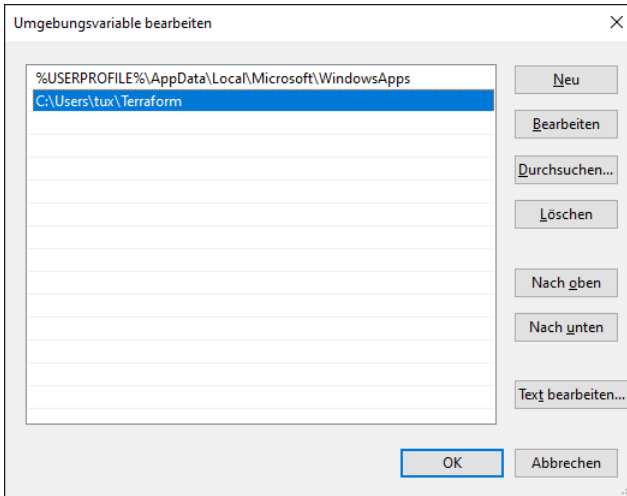 Umgebungsvariable bearbeiten
%USERPROFILE%\AppData\Local\Microsoft\WindowsApps
C:\Users\tux\Terraform
Neu
Bearbeiten
Durchsuchen...
Löschen
Nach oben
Nach unten
Text bearbeiten...
OK
Abbrechen